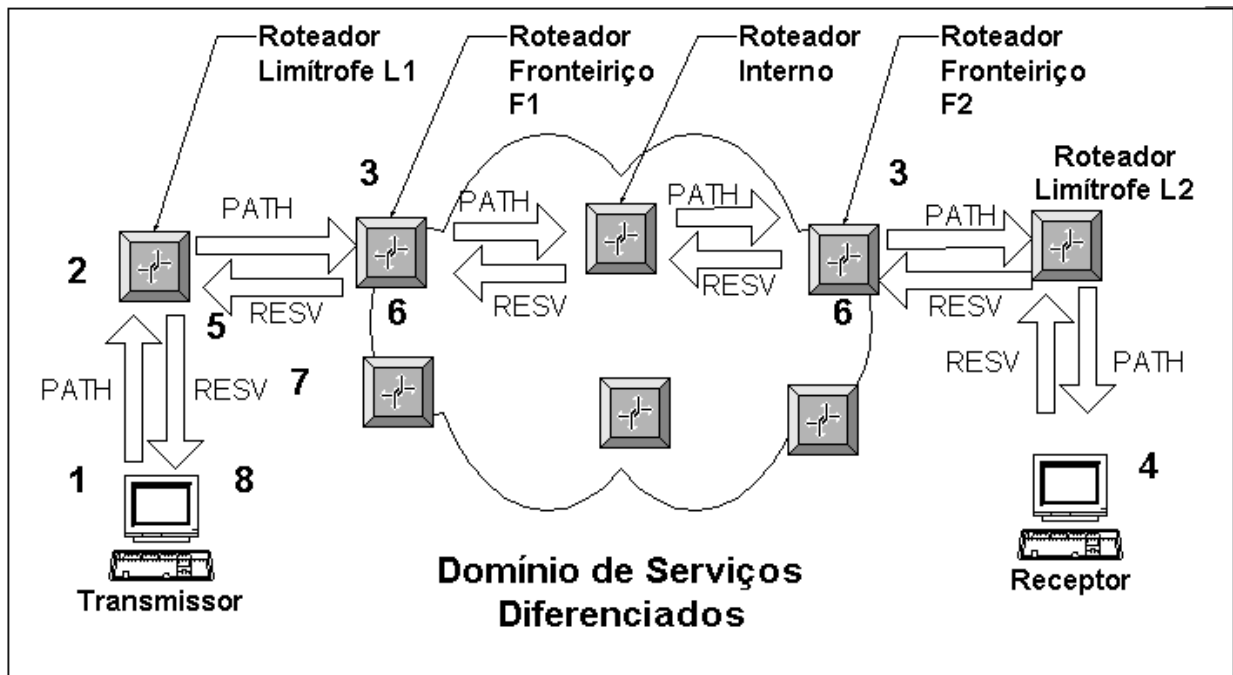 Roteador
Limítrofe L1
Roteador
Fronteiriço
F1
Roteador
Interno
Roteador
Fronteiriço
F2
Roteador
Limítrofe L2
3
3
PATH
PATH
PATH
PATH
2
RESV
RESV
RESV
RESV
5
6
6
PATH
RESV
7
RESV
PATH
1
8
4
Transmissor
Domínio de Serviços
Diferenciados
Receptor